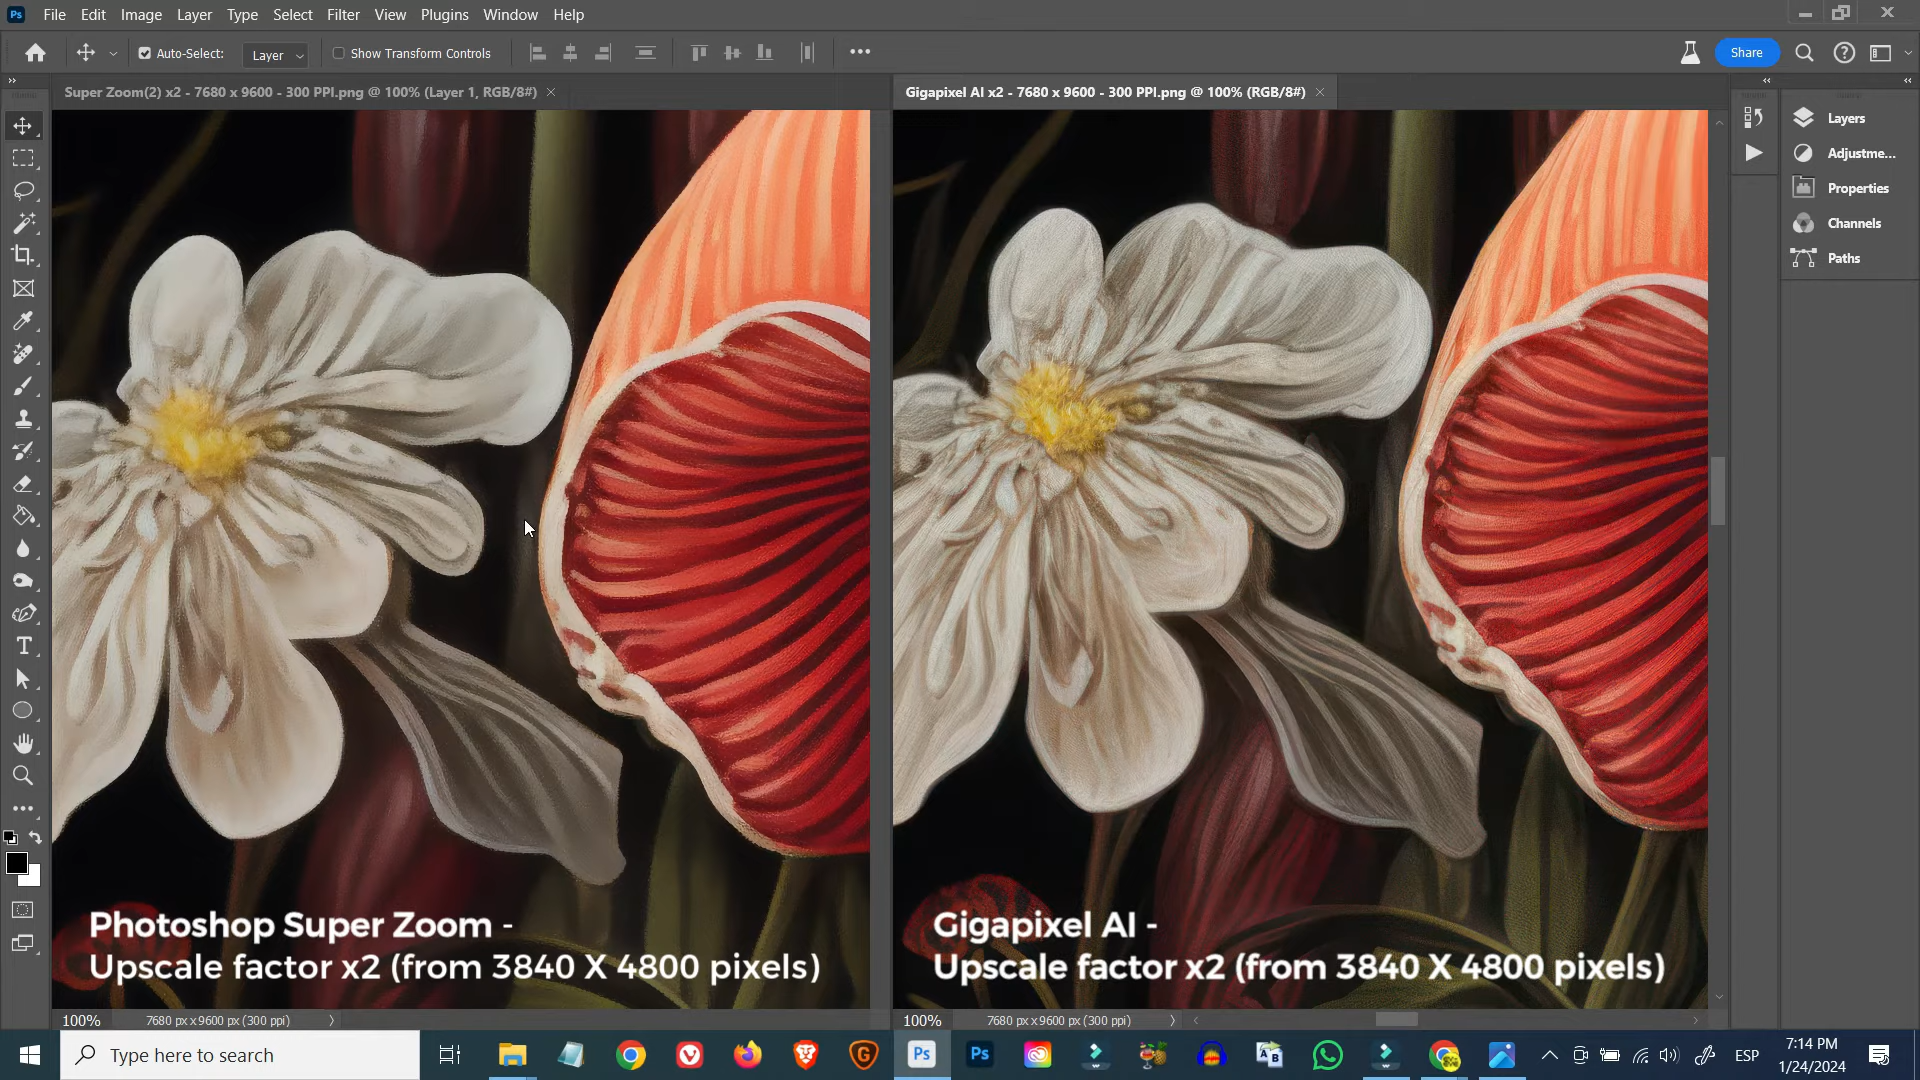 File Edit Image Layer Type Select Filter View Plugins Window Help
Auto-Select: Layer Show Transform Controls Share
Super Zoom(2) x2 - 7680 x 9600 - 300 PPI.png @ 100% (Layer 1, RGB/8#)
Gigapixel AI x2 - 7680 x 9600 - 300 PPI.png @ 100% (RGB/8#)
Layers
Adjustme...
Properties
Channels
Paths
Photoshop Super Zoom -
Upscale factor x2 (from 3840 X 4800 pixels)
Gigapixel AI -
Upscale factor x2 (from 3840 X 4800 pixels)
100% 7680 px x 9600 px (300 ppi)
100% 7680 px x 9600 px (300 ppi)
Type here to search
ESP
7:14 PM
1/24/2024